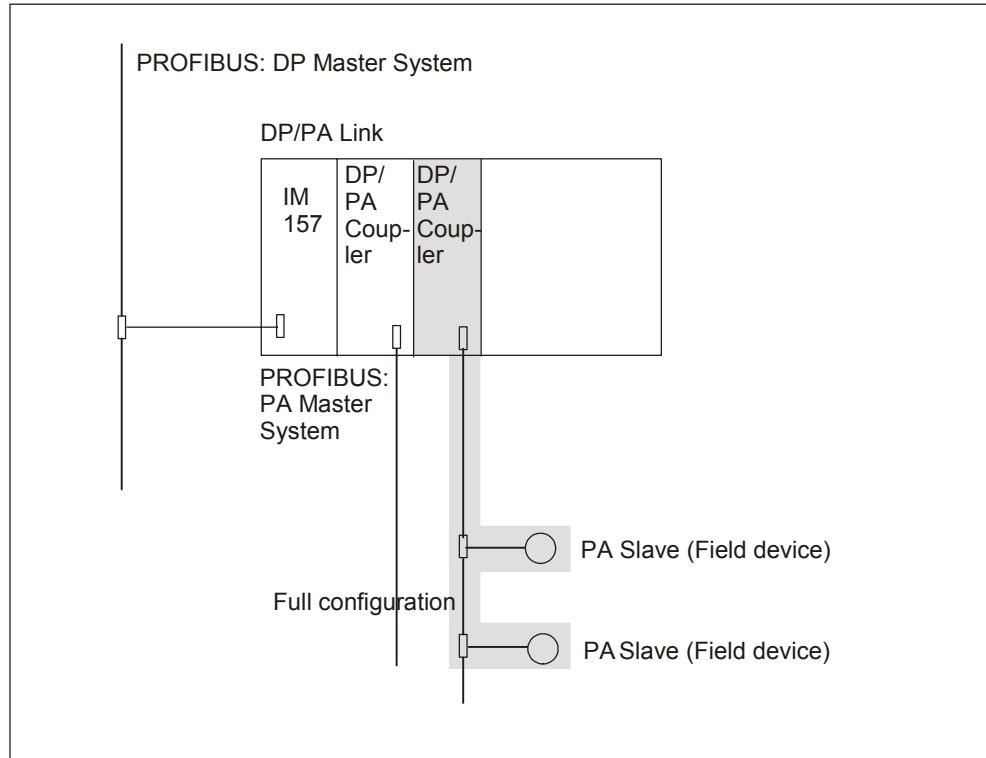 PROFIBUS: DP Master System
DP/PA Link
IM
157
DP/
PA
Coup-
ler
DP/
PA
Coup-
ler
PROFIBUS:
PA Master
System
PA Slave (Field device)
Full configuration
PA Slave (Field device)